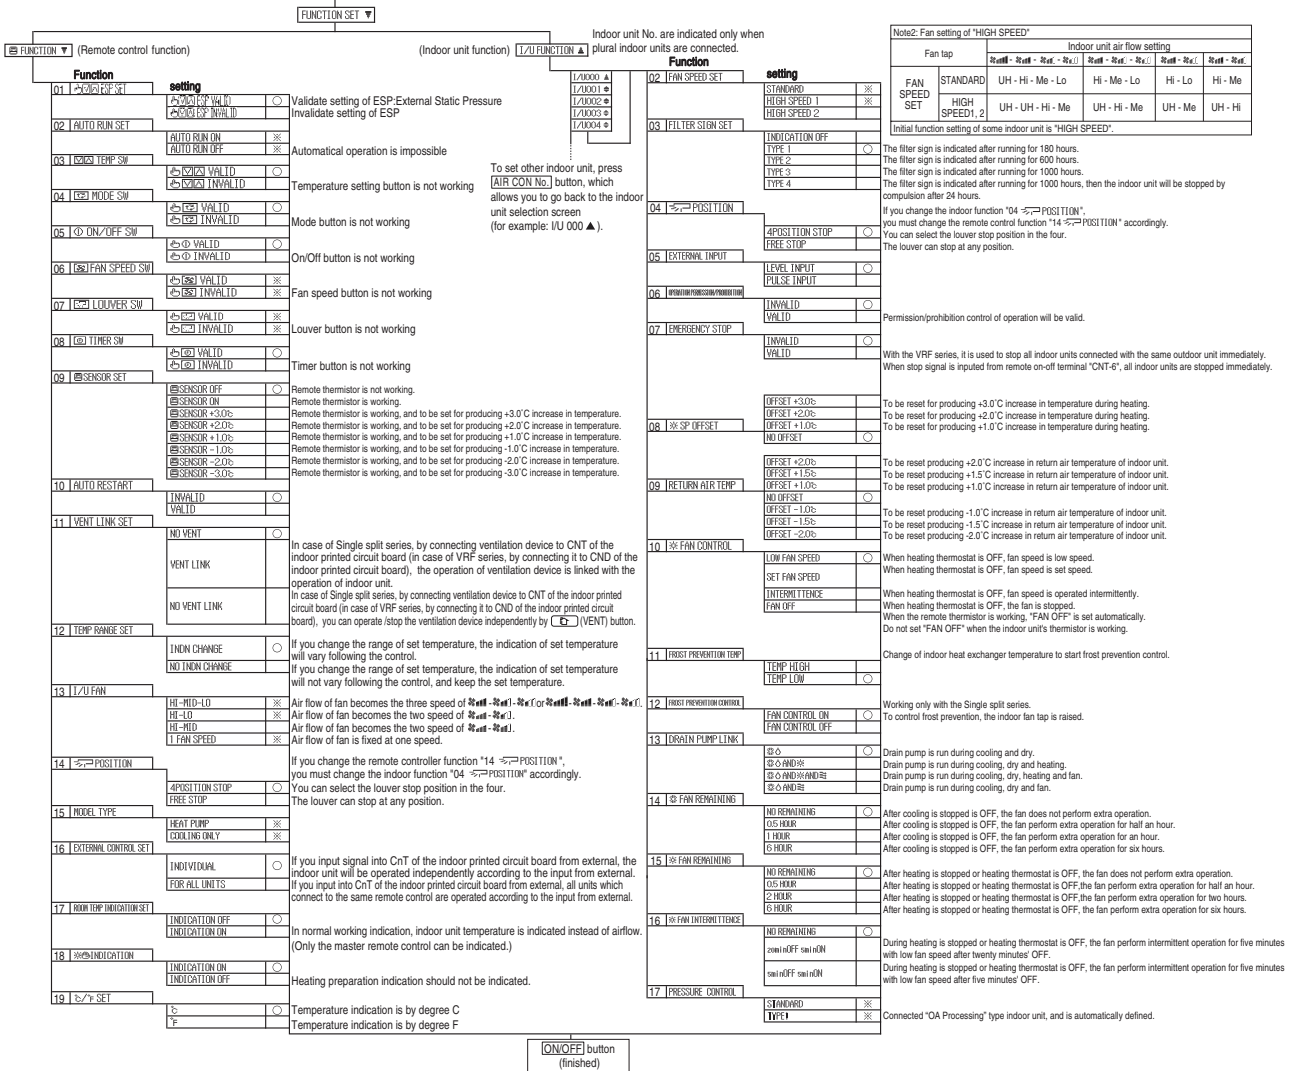 FUNCTION SET ▼
FUNCTION ▼ (Remote control function)
(Indoor unit function) I/U FUNCTION ▲
Indoor unit No. are indicated only when
plural indoor units are connected.
Function
setting
01 ESP SET
ESP VALID ○ Validate setting of ESP:External Static Pressure
ESP INVALID Invalidate setting of ESP
02 AUTO RUN SET
AUTO RUN ON ※
AUTO RUN OFF ※ Automatical operation is impossible
03 TEMP SW
VALID ○
INVALID Temperature setting button is not working
04 MODE SW
VALID ○
INVALID Mode button is not working
05 ON/OFF SW
VALID ○
INVALID On/Off button is not working
06 FAN SPEED SW
VALID ※
INVALID ※ Fan speed button is not working
07 LOUVER SW
VALID ※
INVALID ※ Louver button is not working
08 TIMER SW
VALID ○
INVALID Timer button is not working
09 SENSOR SET
SENSOR OFF ○ Remote thermistor is not working.
SENSOR ON Remote thermistor is working.
SENSOR +3.0℃ Remote thermistor is working, and to be set for producing +3.0˚C increase in temperature.
SENSOR +2.0℃ Remote thermistor is working, and to be set for producing +2.0˚C increase in temperature.
SENSOR +1.0℃ Remote thermistor is working, and to be set for producing +1.0˚C increase in temperature.
SENSOR -1.0℃ Remote thermistor is working, and to be set for producing -1.0˚C increase in temperature.
SENSOR -2.0℃ Remote thermistor is working, and to be set for producing -2.0˚C increase in temperature.
SENSOR -3.0℃ Remote thermistor is working, and to be set for producing -3.0˚C increase in temperature.
10 AUTO RESTART
INVALID ○
VALID
11 VENT LINK SET
NO VENT ○
VENT LINK In case of Single split series, by connecting ventilation device to CNT of the
indoor printed circuit board (in case of VRF series, by connecting it to CND of the
indoor printed circuit board), the operation of ventilation device is linked with the
operation of indoor unit.
NO VENT LINK In case of Single split series, by connecting ventilation device to CNT of the indoor printed
circuit board (in case of VRF series, by connecting it to CND of the indoor printed circuit
board), you can operate /stop the ventilation device independently by (VENT) button.
12 TEMP RANGE SET
INDN CHANGE ○ If you change the range of set temperature, the indication of set temperature
will vary following the control.
NO INDN CHANGE If you change the range of set temperature, the indication of set temperature
will not vary following the control, and keep the set temperature.
13 I/U FAN
HI-MID-LO ※ Air flow of fan becomes the three speed of - - or - - - .
HI-LO ※ Air flow of fan becomes the two speed of - .
HI-MID Air flow of fan becomes the two speed of - .
1 FAN SPEED ※ Air flow of fan is fixed at one speed.
14 POSITION
If you change the remote controller function "14 POSITION ",
you must change the indoor function "04 POSITION" accordingly.
4POSITION STOP ○ You can select the louver stop position in the four.
FREE STOP The louver can stop at any position.
15 MODEL TYPE
HEAT PUMP ※
COOLING ONLY ※
16 EXTERNAL CONTROL SET
INDIVIDUAL ○ If you input signal into CnT of the indoor printed circuit board from external, the
indoor unit will be operated independently according to the input from external.
FOR ALL UNITS If you input into CnT of the indoor printed circuit board from external, all units which
connect to the same remote control are operated according to the input from external.
17 ROOM TEMP INDICATION SET
INDICATION OFF ○
INDICATION ON In normal working indication, indoor unit temperature is indicated instead of airflow.
(Only the master remote control can be indicated.)
18 INDICATION
INDICATION ON ○
INDICATION OFF Heating preparation indication should not be indicated.
19 ℃/℉ SET
℃ ○ Temperature indication is by degree C
℉ Temperature indication is by degree F
I/U000 ▲
I/U001
I/U002
I/U003
I/U004
To set other indoor unit, press
AIR CON No. button, which
allows you to go back to the indoor
unit selection screen
(for example: I/U 000 ▲ ).
Function
setting
02 FAN SPEED SET
STANDARD ※
HIGH SPEED 1 ※
HIGH SPEED 2
03 FILTER SIGN SET
INDICATION OFF
TYPE 1 ○ The filter sign is indicated after running for 180 hours.
TYPE 2 The filter sign is indicated after running for 600 hours.
TYPE 3 The filter sign is indicated after running for 1000 hours.
TYPE 4 The filter sign is indicated after running for 1000 hours, then the indoor unit will be stopped by
compulsion after 24 hours.
04 POSITION
If you change the indoor function "04 POSITION",
you must change the remote control function "14 POSITION" accordingly.
4POSITION STOP ○ You can select the louver stop position in the four.
FREE STOP The louver can stop at any position.
05 EXTERNAL INPUT
LEVEL INPUT ○
PULSE INPUT
06 OPERATION PERMISSION/PROHIBITION
INVALID ○
VALID Permission/prohibition control of operation will be valid.
07 EMERGENCY STOP
INVALID ○
VALID With the VRF series, it is used to stop all indoor units connected with the same outdoor unit immediately.
When stop signal is inputed from remote on-off terminal "CNT-6", all indoor units are stopped immediately.
08 ※ SP OFFSET
OFFSET +3.0℃ To be reset for producing +3.0˚C increase in temperature during heating.
OFFSET +2.0℃ To be reset for producing +2.0˚C increase in temperature during heating.
OFFSET +1.0℃ To be reset for producing +1.0˚C increase in temperature during heating.
NO OFFSET ○
09 RETURN AIR TEMP
OFFSET +2.0℃ To be reset producing +2.0˚C increase in return air temperature of indoor unit.
OFFSET +1.5℃ To be reset producing +1.5˚C increase in return air temperature of indoor unit.
OFFSET +1.0℃ To be reset producing +1.0˚C increase in return air temperature of indoor unit.
NO OFFSET ○
OFFSET -1.0℃ To be reset producing -1.0˚C increase in return air temperature of indoor unit.
OFFSET -1.5℃ To be reset producing -1.5˚C increase in return air temperature of indoor unit.
OFFSET -2.0℃ To be reset producing -2.0˚C increase in return air temperature of indoor unit.
10 ※ FAN CONTROL
LOW FAN SPEED ○ When heating thermostat is OFF, fan speed is low speed.
SET FAN SPEED When heating thermostat is OFF, fan speed is set speed.
INTERMITTENCE When heating thermostat is OFF, fan speed is operated intermittently.
FAN OFF When heating thermostat is OFF, the fan is stopped.
When the remote thermistor is working, "FAN OFF" is set automatically.
Do not set "FAN OFF" when the indoor unit's thermistor is working.
11 FROST PREVENTION TEMP Change of indoor heat exchanger temperature to start frost prevention control.
TEMP HIGH
TEMP LOW ○
12 FROST PREVENTION CONTROL Working only with the Single split series.
FAN CONTROL ON ○ To control frost prevention, the indoor fan tap is raised.
FAN CONTROL OFF
13 DRAIN PUMP LINK
○ Drain pump is run during cooling and dry.
AND Drain pump is run during cooling, dry and heating.
AND AND Drain pump is run during cooling, dry, heating and fan.
AND Drain pump is run during cooling, dry and fan.
14 FAN REMAINING
NO REMAINING ○ After cooling is stopped is OFF, the fan does not perform extra operation.
0.5 HOUR After cooling is stopped is OFF, the fan perform extra operation for half an hour.
1 HOUR After cooling is stopped is OFF, the fan perform extra operation for an hour.
6 HOUR After cooling is stopped is OFF, the fan perform extra operation for six hours.
15 ※ FAN REMAINING
NO REMAINING ○ After heating is stopped or heating thermostat is OFF, the fan does not perform extra operation.
0.5 HOUR After heating is stopped or heating thermostat is OFF,the fan perform extra operation for half an hour.
2 HOUR After heating is stopped or heating thermostat is OFF,the fan perform extra operation for two hours.
6 HOUR After heating is stopped or heating thermostat is OFF, the fan perform extra operation for six hours.
16 ※ FAN INTERMITTENCE
NO REMAINING ○
20minOFF 5minON During heating is stopped or heating thermostat is OFF, the fan perform intermittent operation for five minutes
with low fan speed after twenty minutes' OFF.
5minOFF 5minON During heating is stopped or heating thermostat is OFF, the fan perform intermittent operation for five minutes
with low fan speed after five minutes' OFF.
17 PRESSURE CONTROL
STANDARD ※
TYPE1 ※ Connected "OA Processing" type indoor unit, and is automatically defined.
Note2: Fan setting of "HIGH SPEED"
Fan tap Indoor unit air flow setting
FAN SPEED SET STANDARD UH - Hi - Me - Lo Hi - Me - Lo Hi - Lo Hi - Me
HIGH SPEED1, 2 UH - UH - Hi - Me UH - Hi - Me UH - Me UH - Hi
Initial function setting of some indoor unit is "HIGH SPEED".
ON/OFF button
(finished)